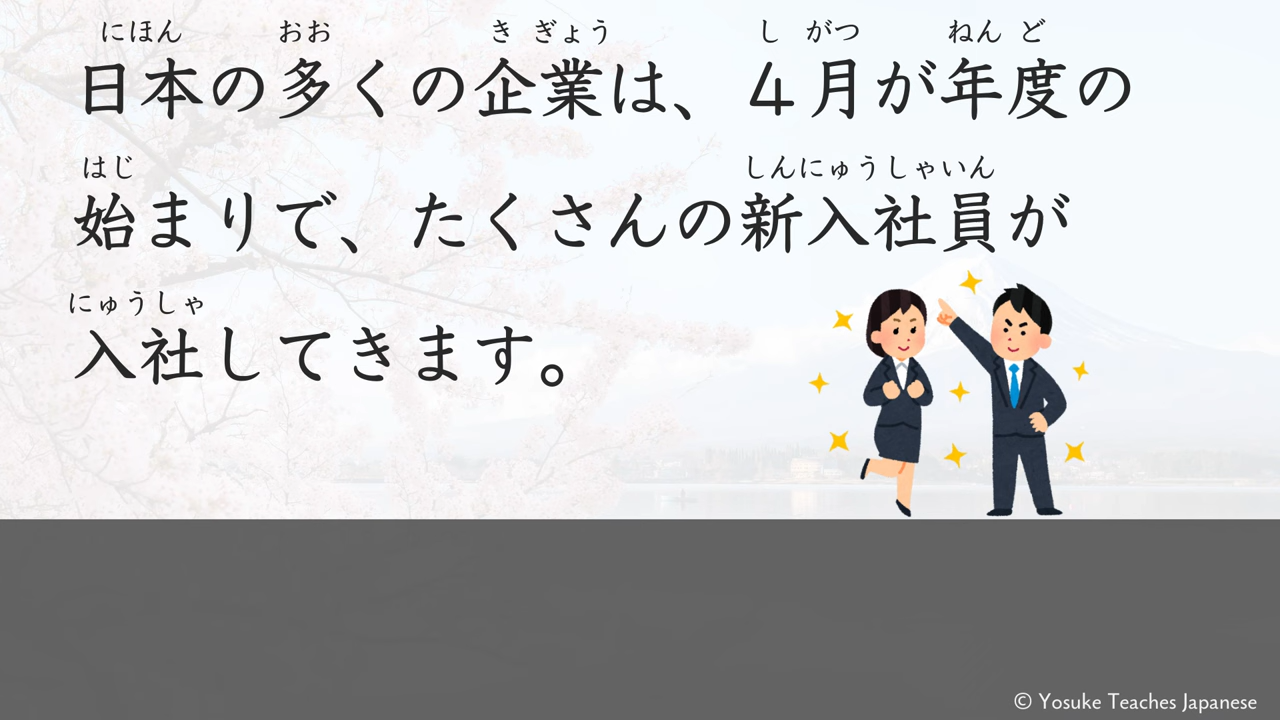 にほん おお き ぎょう し がつ ねん ど
日本の多くの企業は、４月が年度の
はじ しんにゅうしゃいん
始まりで、たくさんの新入社員が
にゅうしゃ
入社してきます。
© Yosuke Teaches Japanese